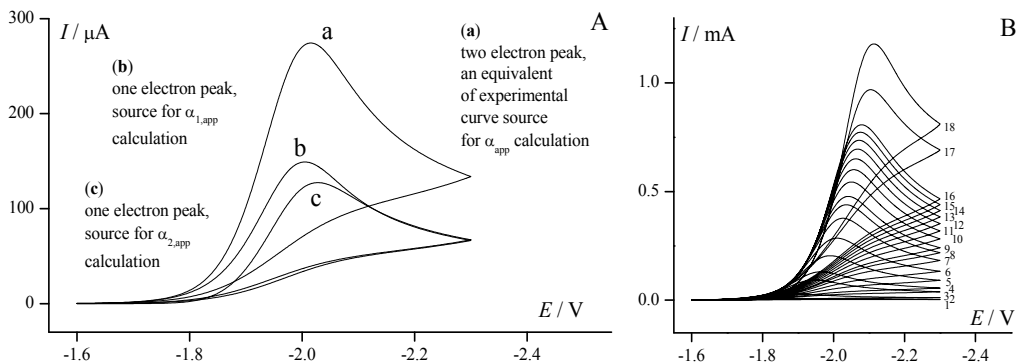 300
I / μA
a
(a)
A
two electron peak,
an equivalent
of experimental
curve source
for α_app calculation
(b)
one electron peak,
source for α_1,app
calculation
200
b
(c)
one electron peak,
source for α_2,app
calculation
c
100
0
E / V
-1.6
-1.8
-2.0
-2.2
-2.4
I / mA
B
1.0
0.5
0.0
18
17
16
15
14
13
12
11
10
9
8
7
6
5
4
3
2
1
E / V
-1.6
-1.8
-2.0
-2.2
-2.4